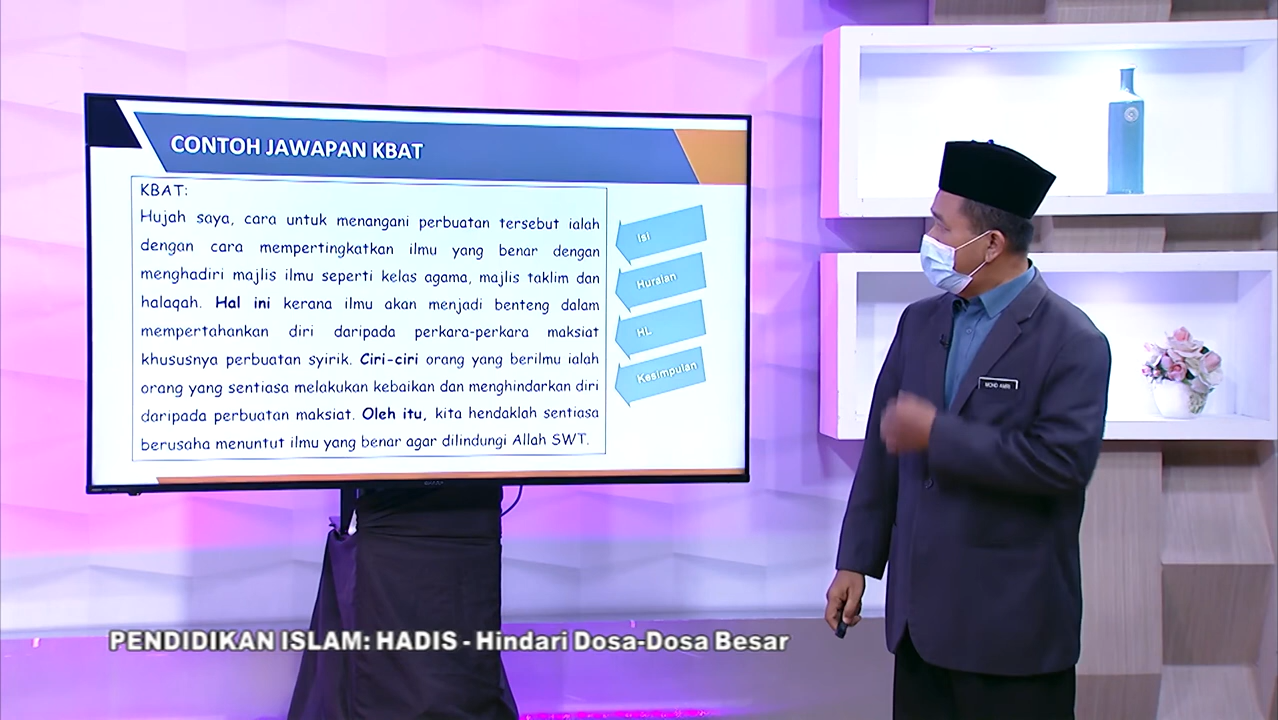 CONTOH JAWAPAN KBAT
KBAT:
Hujah saya, cara untuk menangani perbuatan tersebut ialah
dengan cara mempertingkatkan ilmu yang benar dengan
menghadiri majlis ilmu seperti kelas agama, majlis taklim dan
halaqah. Hal ini kerana ilmu akan menjadi benteng dalam
mempertahankan diri daripada perkara-perkara maksiat
khususnya perbuatan syirik. Ciri-ciri orang yang berilmu ialah
orang yang sentiasa melakukan kebaikan dan menghindarkan diri
daripada perbuatan maksiat. Oleh itu, kita hendaklah sentiasa
berusaha menuntut ilmu yang benar agar dilindungi Allah SWT.
Isi
Huraian
HL
Kesimpulan
MOHD AMRI
PENDIDIKAN ISLAM: HADIS - Hindari Dosa-Dosa Besar